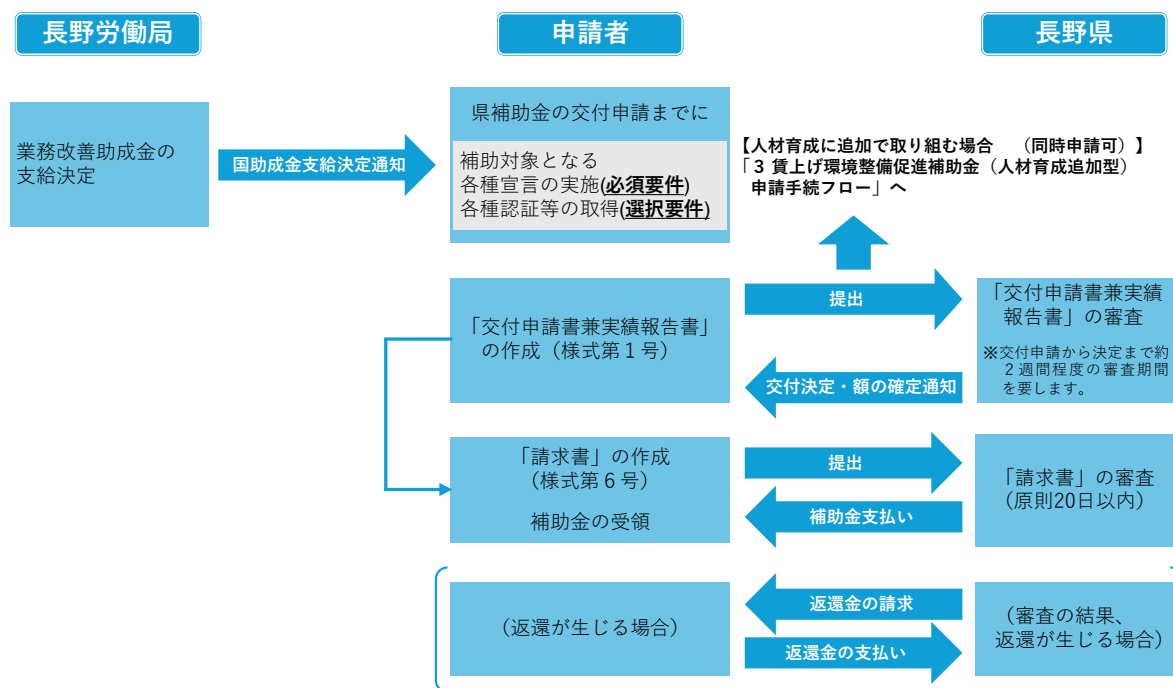 長野労働局
申請者
長野県
業務改善助成金の
支給決定
国助成金支給決定通知
県補助金の交付申請までに
補助対象となる
各種宣言の実施(必須要件)
各種認証等の取得(選択要件)
【人材育成に追加で取り組む場合　（同時申請可）】
「３ 賃上げ環境整備促進補助金（人材育成追加型）
申請手続フロー」へ
「交付申請書兼実績報告書」
の作成（様式第１号）
提出
交付決定・額の確定通知
「交付申請書兼実績
報告書」の審査
※交付申請から決定まで約
２週間程度の審査期間
を要します。
「請求書」の作成
（様式第６号）
補助金の受領
提出
補助金支払い
「請求書」の審査
（原則20日以内）
（返還が生じる場合）
返還金の請求
返還金の支払い
（審査の結果、
返還が生じる場合）